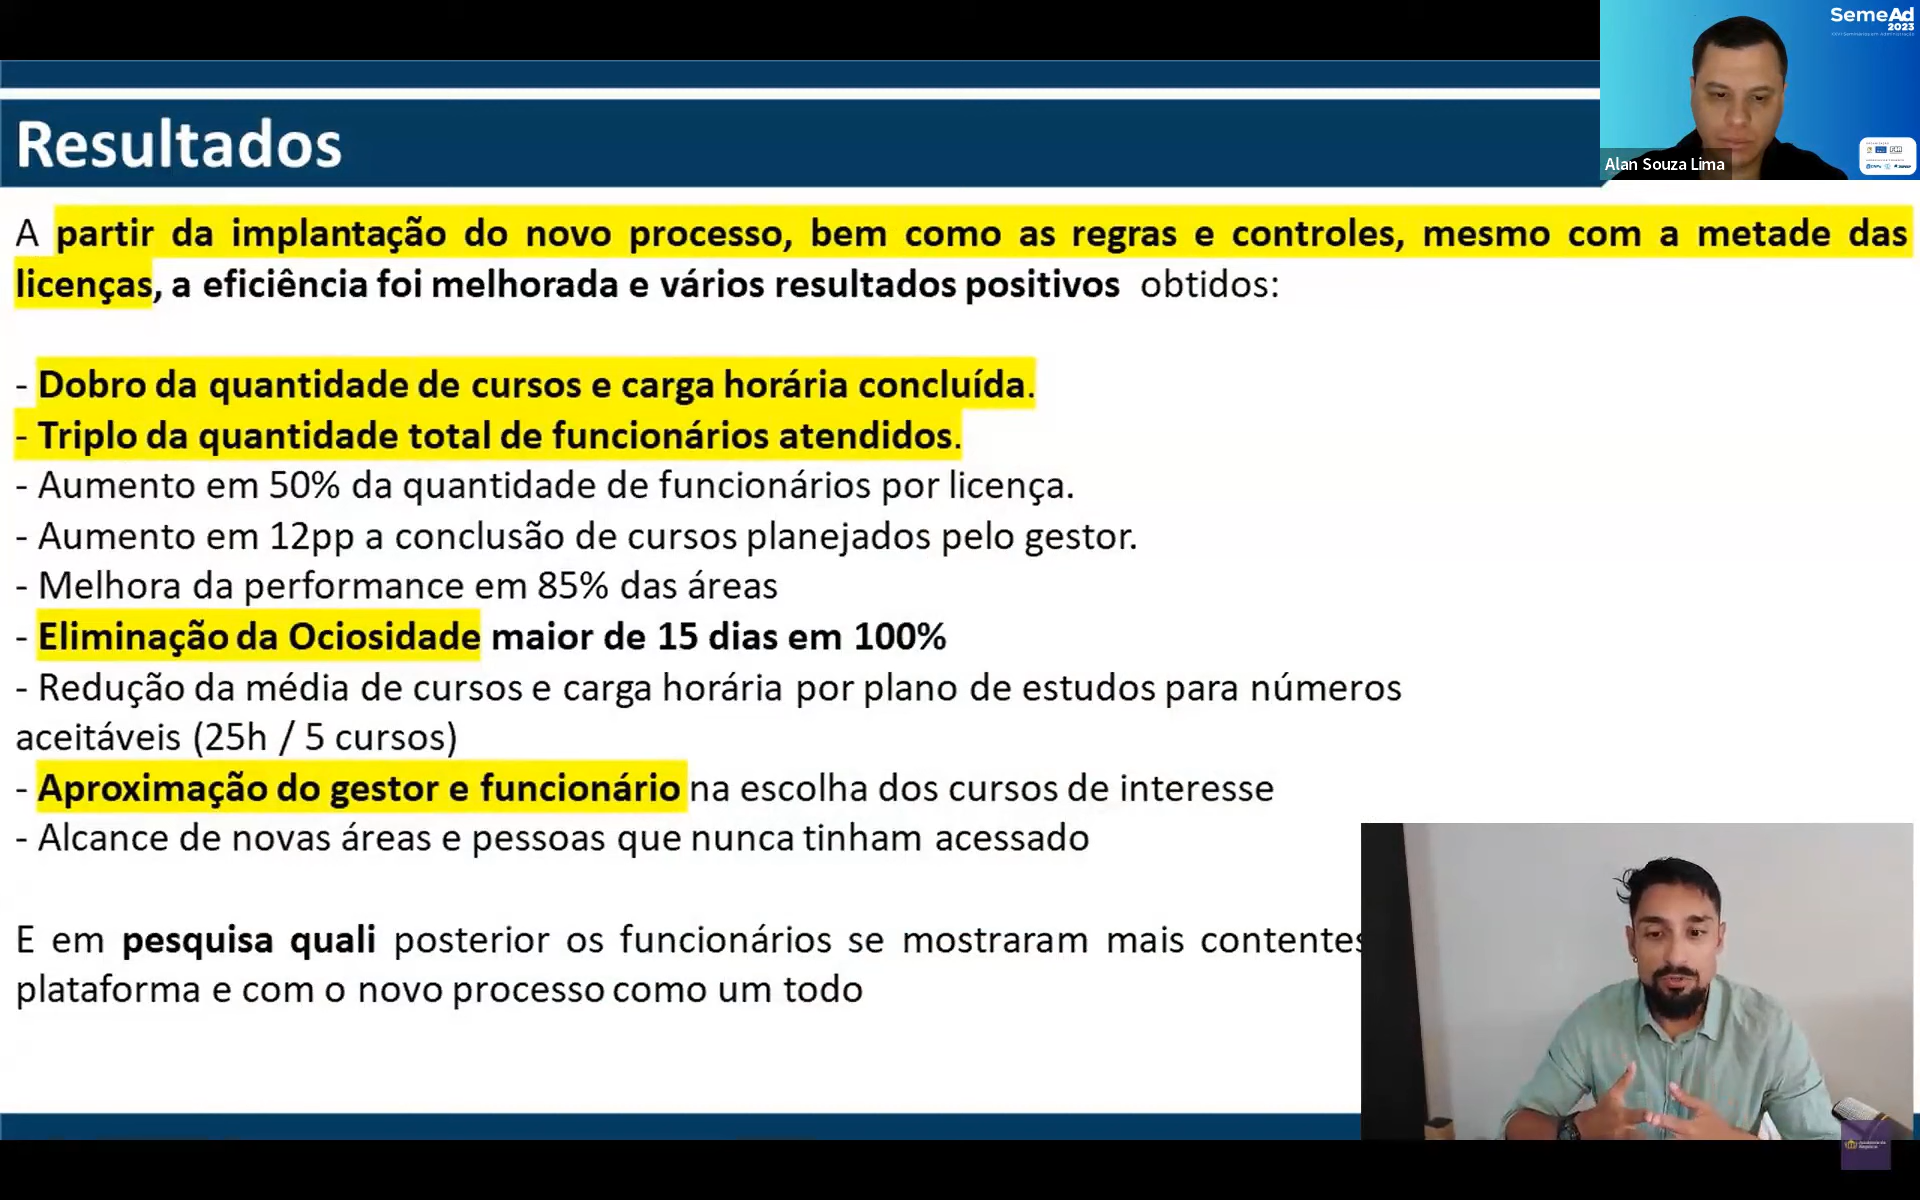 SemeAd
2023
Alan Souza Lima
Resultados
A partir da implantação do novo processo, bem como as regras e controles, mesmo com a metade das
licenças, a eficiência foi melhorada e vários resultados positivos obtidos:
- Dobro da quantidade de cursos e carga horária concluída.
- Triplo da quantidade total de funcionários atendidos.
- Aumento em 50% da quantidade de funcionários por licença.
- Aumento em 12pp a conclusão de cursos planejados pelo gestor.
- Melhora da performance em 85% das áreas
- Eliminação da Ociosidade maior de 15 dias em 100%
- Redução da média de cursos e carga horária por plano de estudos para números
aceitáveis (25h / 5 cursos)
- Aproximação do gestor e funcionário na escolha dos cursos de interesse
- Alcance de novas áreas e pessoas que nunca tinham acessado
E em pesquisa quali posterior os funcionários se mostraram mais contentes
plataforma e com o novo processo como um todo